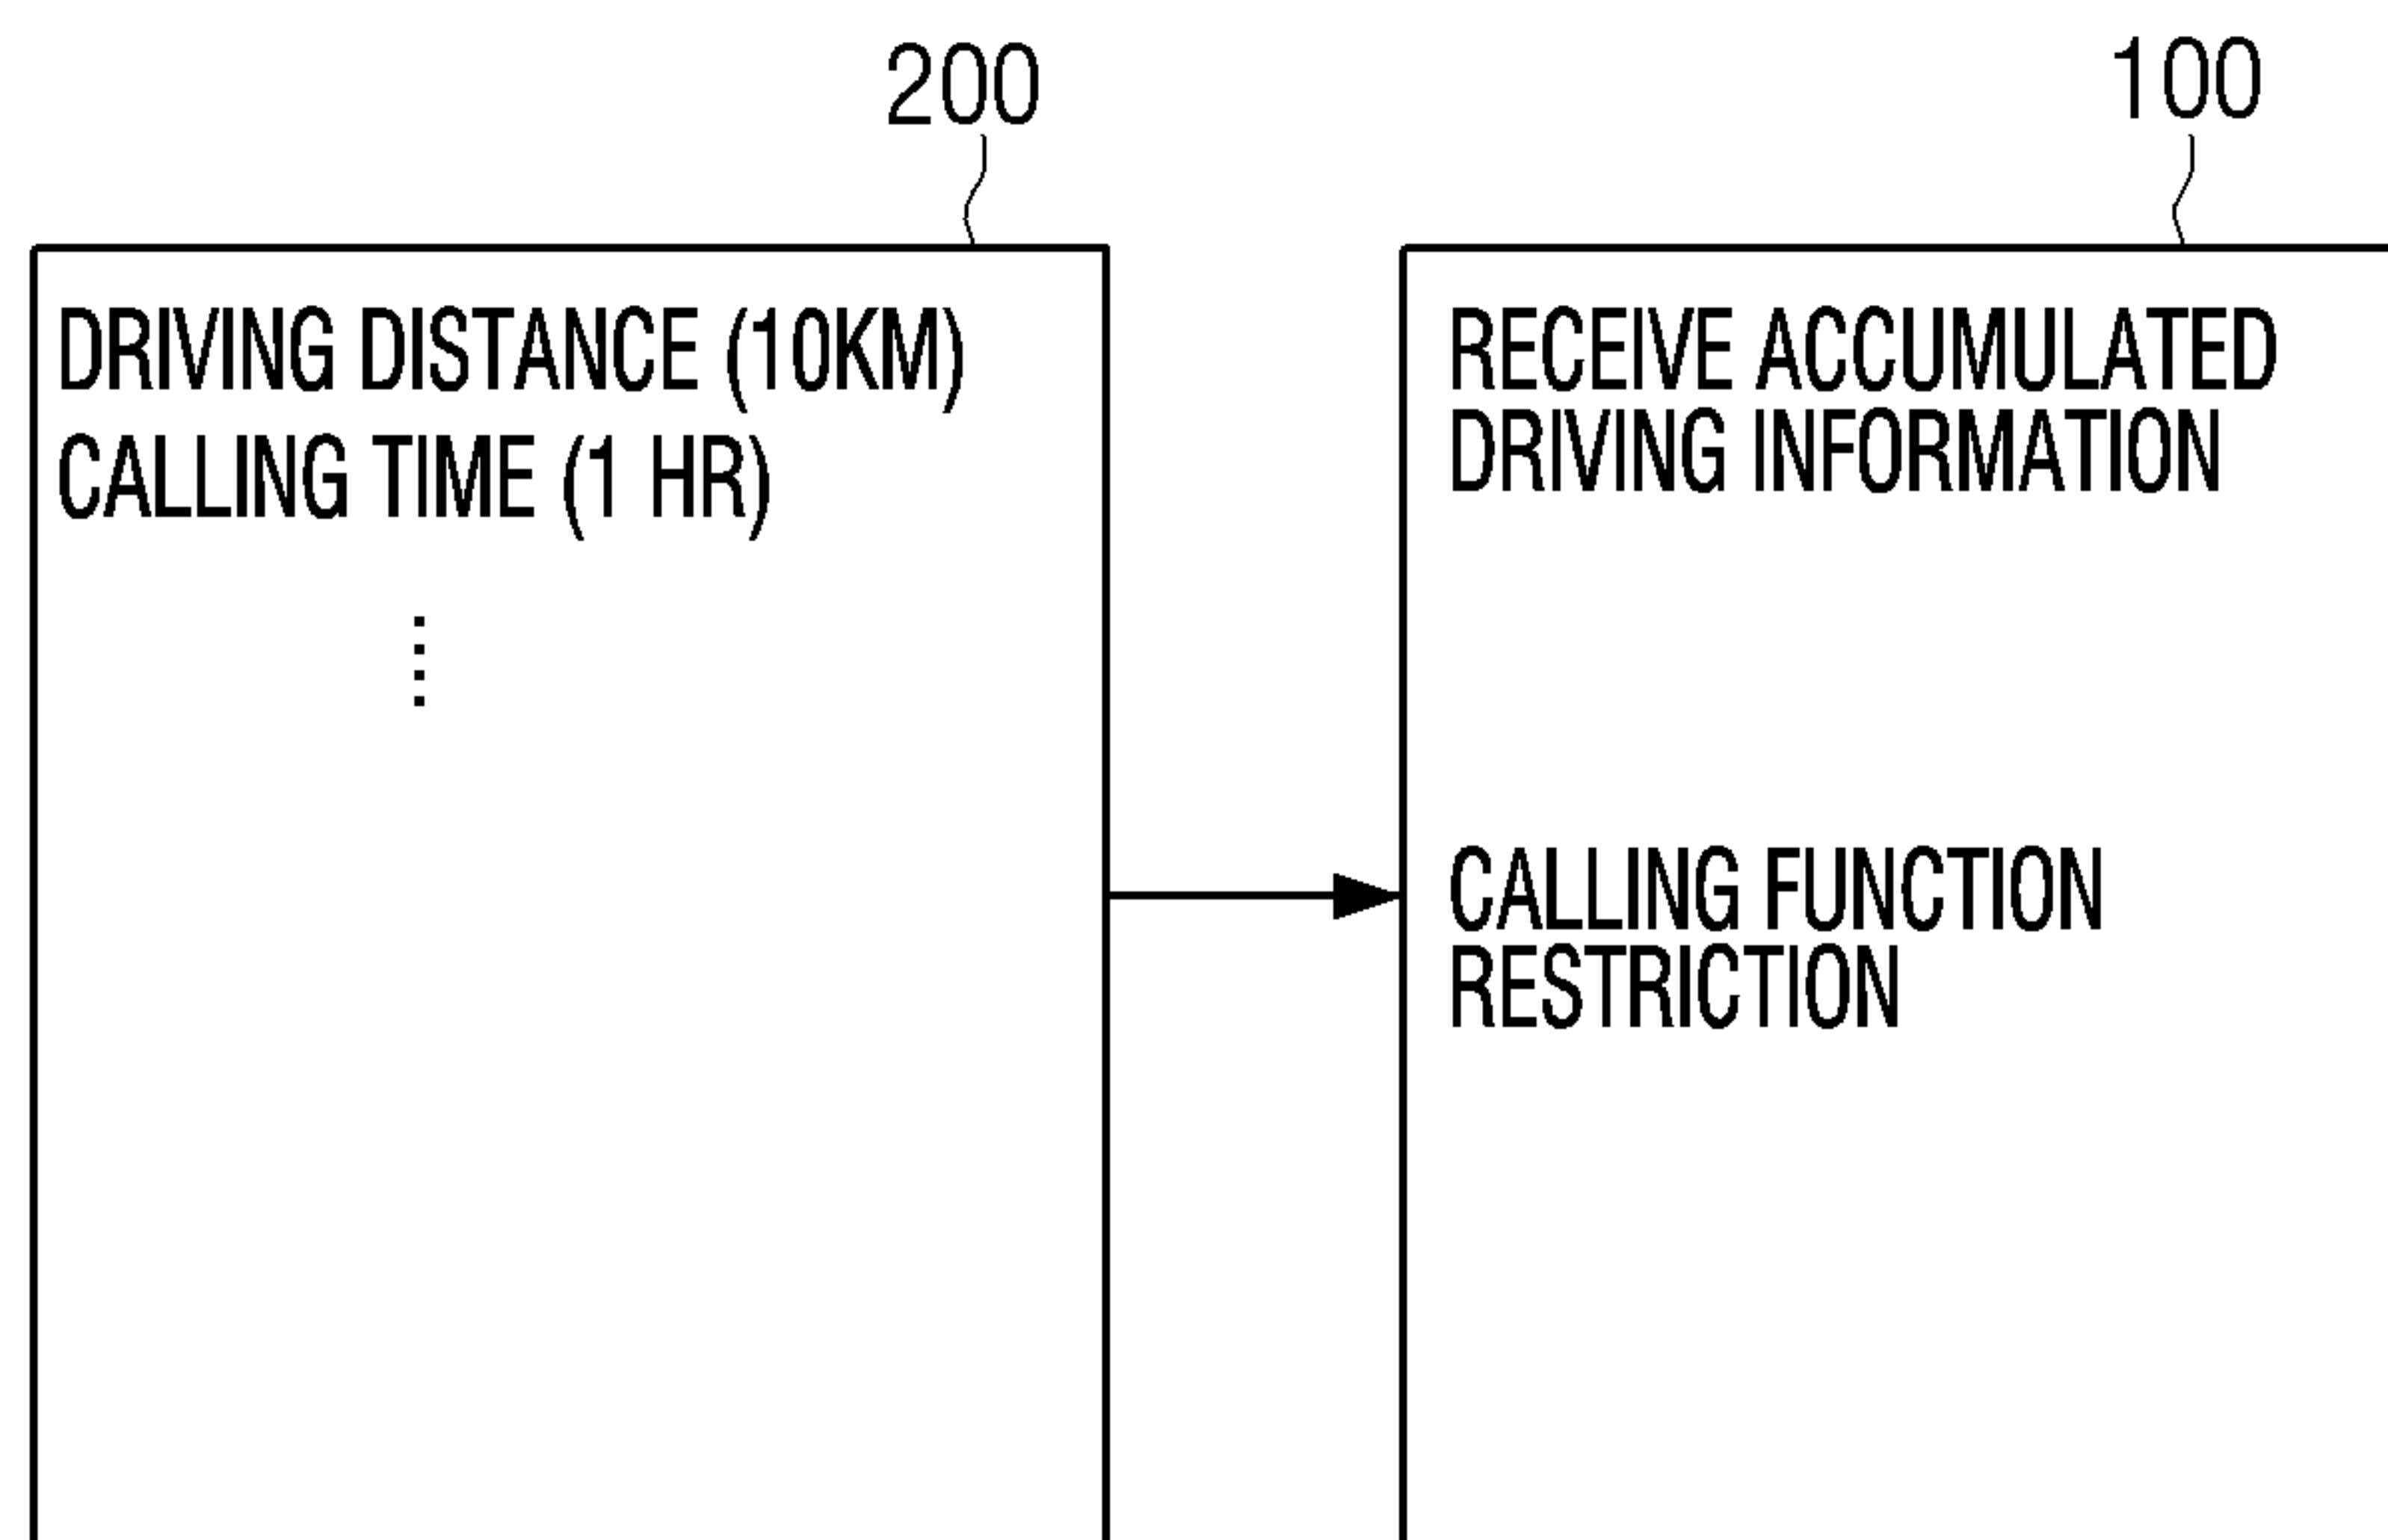 200
100
DRIVING DISTANCE (10KM)
CALLING TIME (1 HR)
RECEIVE ACCUMULATED
DRIVING INFORMATION
CALLING FUNCTION
RESTRICTION